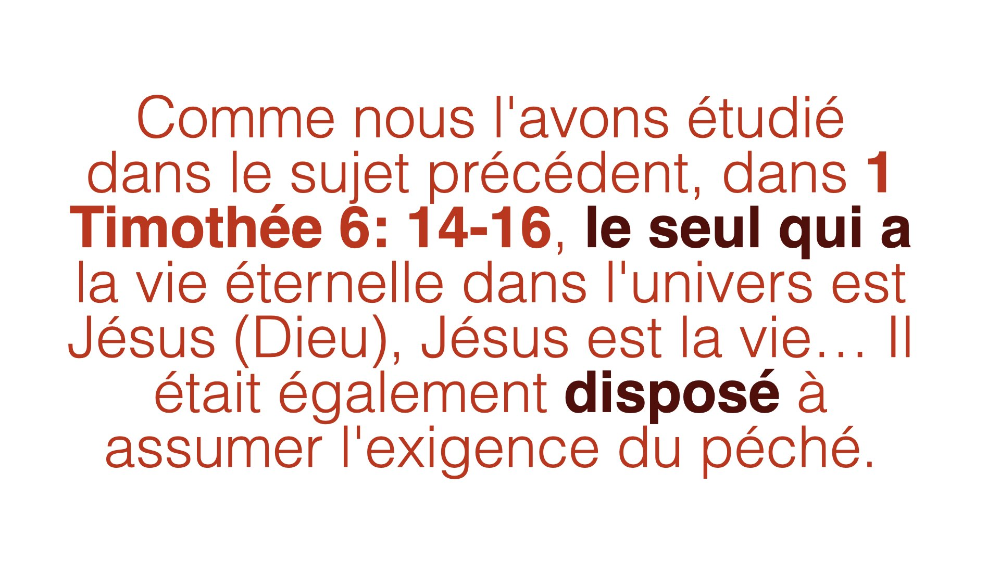 Comme nous l'avons étudié
dans le sujet précédent, dans 1
Timothée 6: 14-16, le seul qui a
la vie éternelle dans l'univers est
Jésus (Dieu), Jésus est la vie… Il
était également disposé à
assumer l'exigence du péché.